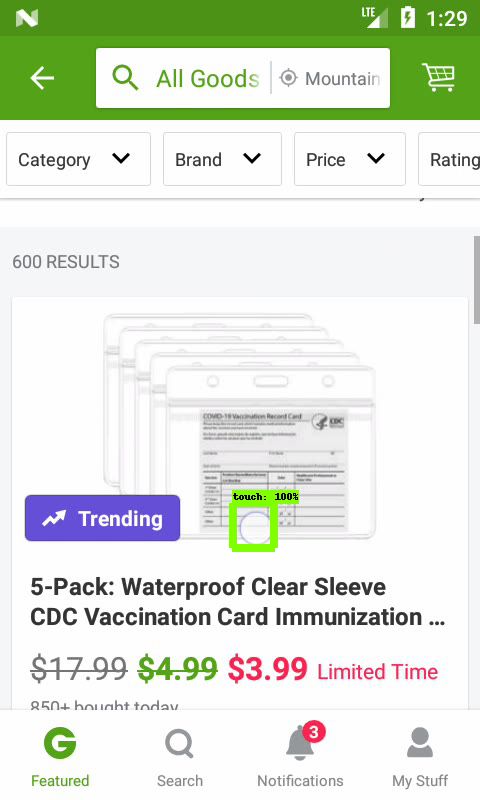 LTE 1:29
All Goods Mountain
Category Brand Price Rating
600 RESULTS
COVID-19 Vaccination Record Card
CDC
touch: 100%
Trending
5-Pack: Waterproof Clear Sleeve
CDC Vaccination Card Immunization ...
$17.99 $4.99 $3.99 Limited Time
850+ bought today
3
Featured Search Notifications My Stuff